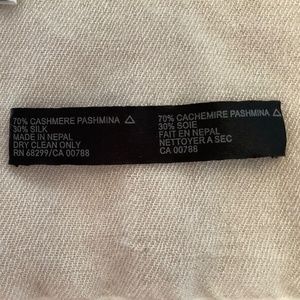 70% CASHMERE PASHMINA △
30% SILK
MADE IN NEPAL
DRY CLEAN ONLY
RN 68299/CA 00788
70% CACHEMIRE PASHMINA △
30% SOIE
FAIT EN NEPAL
NETTOYER A SEC
CA 00788